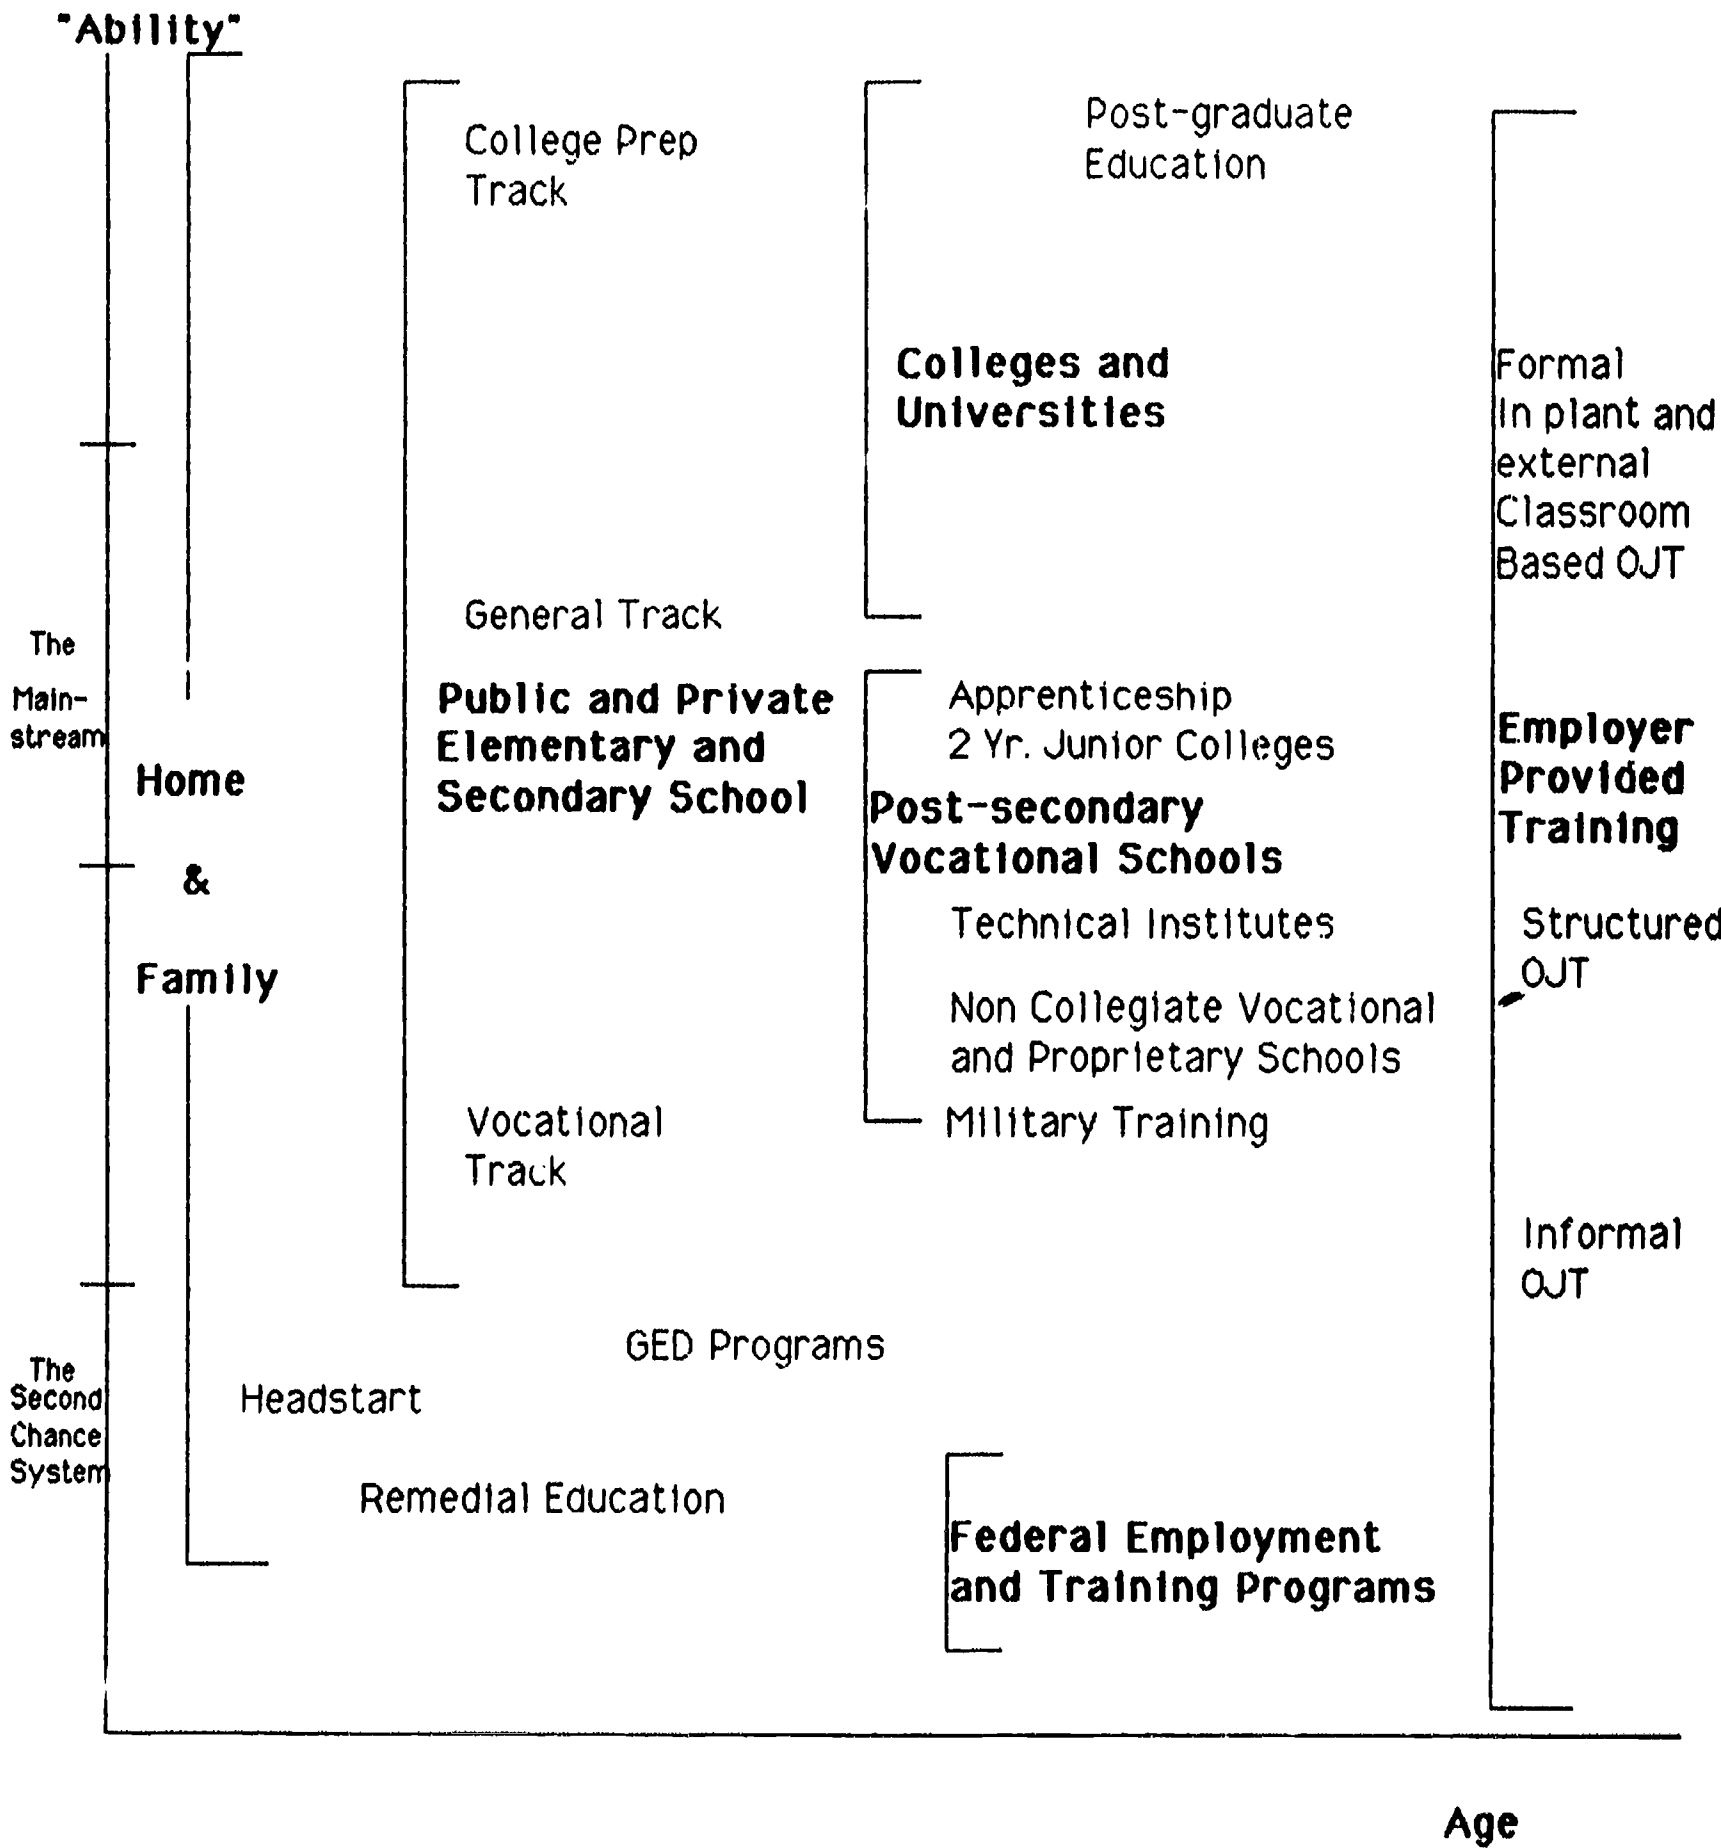 "Ability"
The
Main-
stream
The
Second
Chance
System
Home
&
Family
Headstart
Remedial Education
College Prep
Track
General Track
Public and Private
Elementary and
Secondary School
Vocational
Track
GED Programs
Post-graduate
Education
Colleges and
Universities
Apprenticeship
2 Yr. Junior Colleges
Post-secondary
Vocational Schools
Technical Institutes
Non Collegiate Vocational
and Proprietary Schools
Military Training
Federal Employment
and Training Programs
Formal
In plant and
external
Classroom
Based OJT
Employer
Provided
Training
Structured
OJT
Informal
OJT
Age